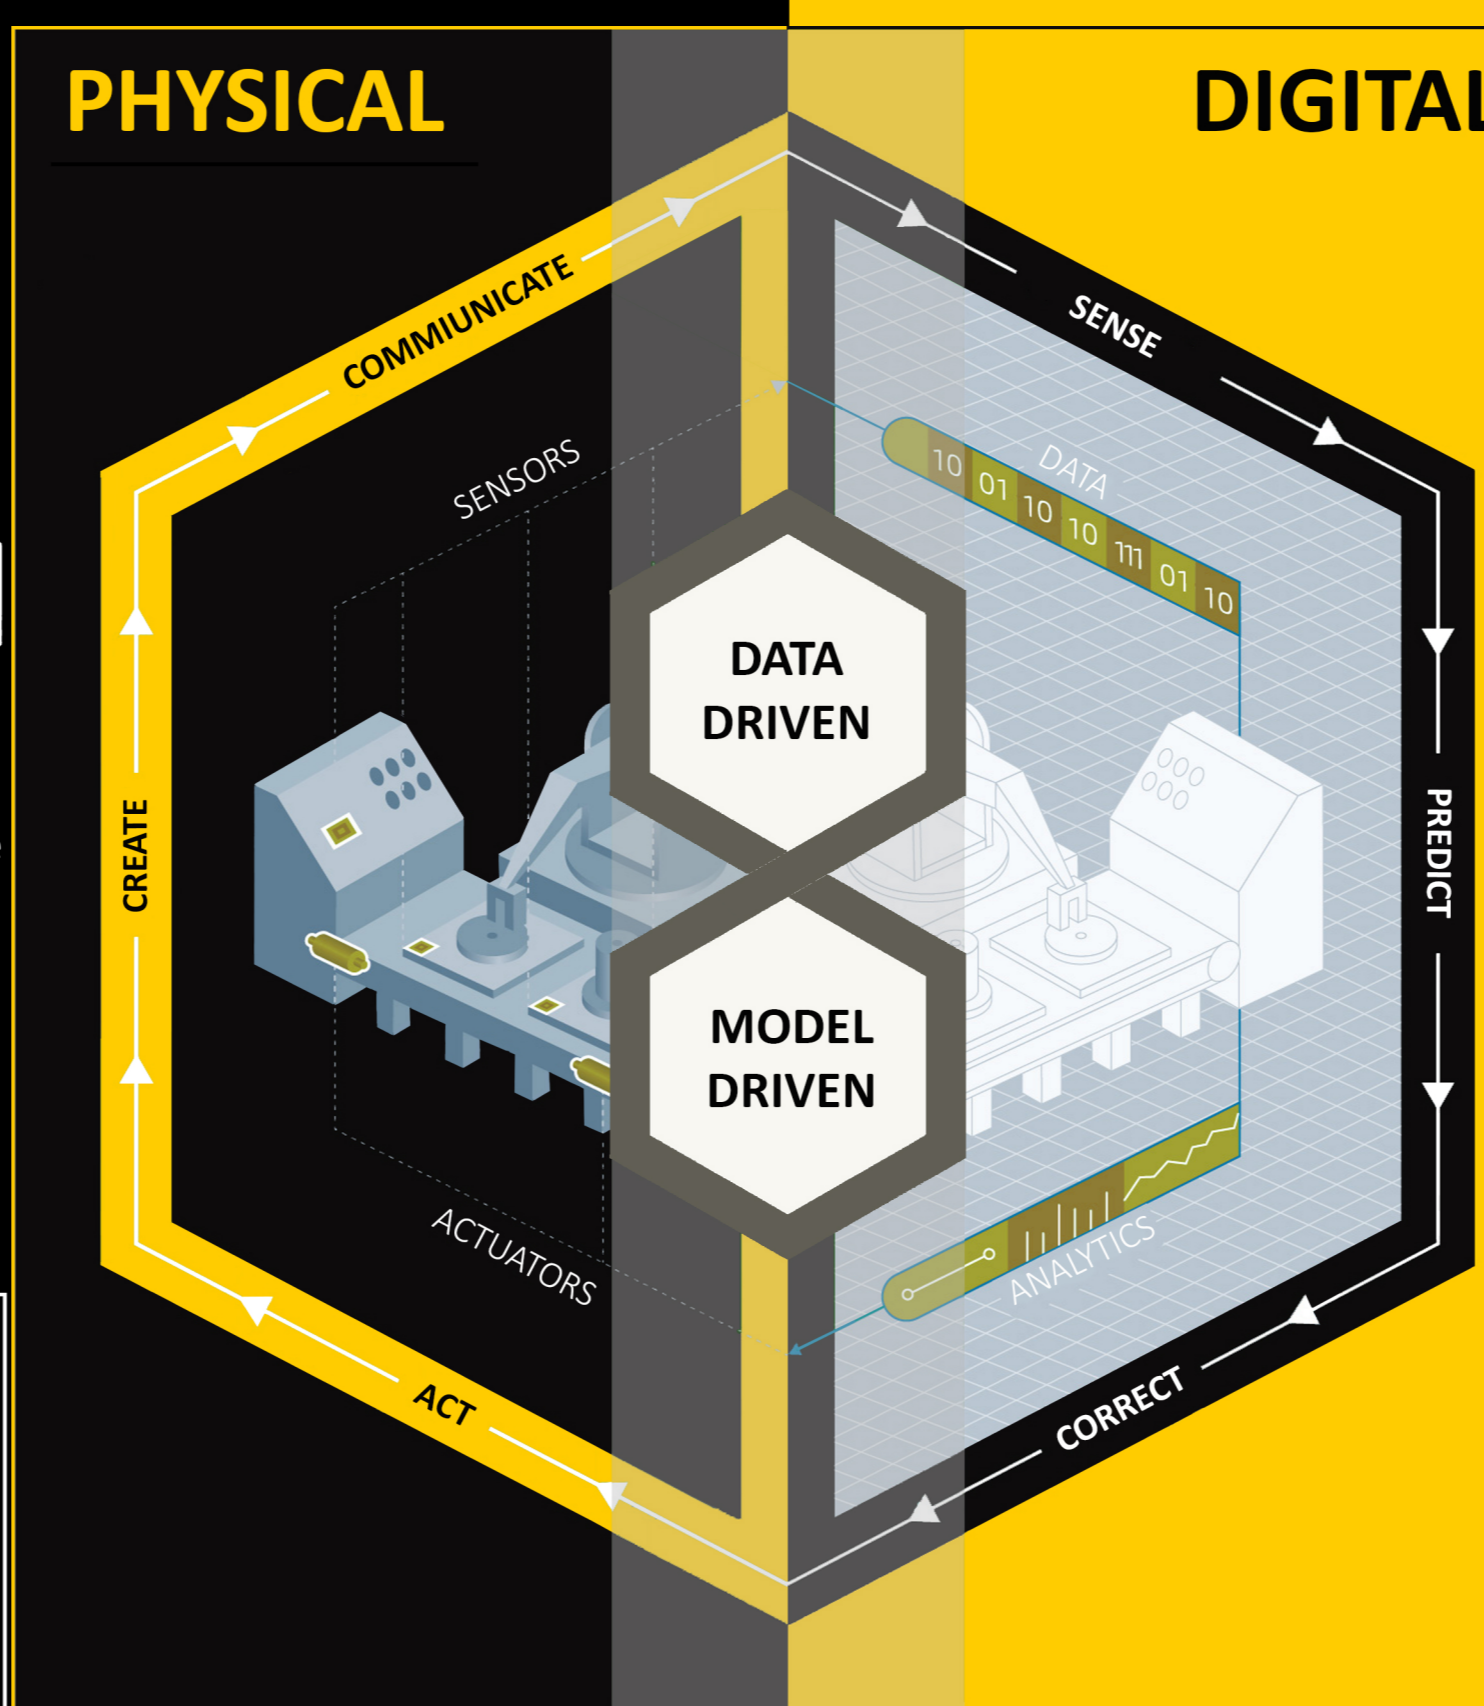 PHYSICAL
DIGITAL
COMMIUNICATE
SENSE
SENSORS
DATA
10 01 10 10 111 01 10
DATA
DRIVEN
CREATE
PREDICT
MODEL
DRIVEN
ACTUATORS
ANALYTICS
ACT
CORRECT